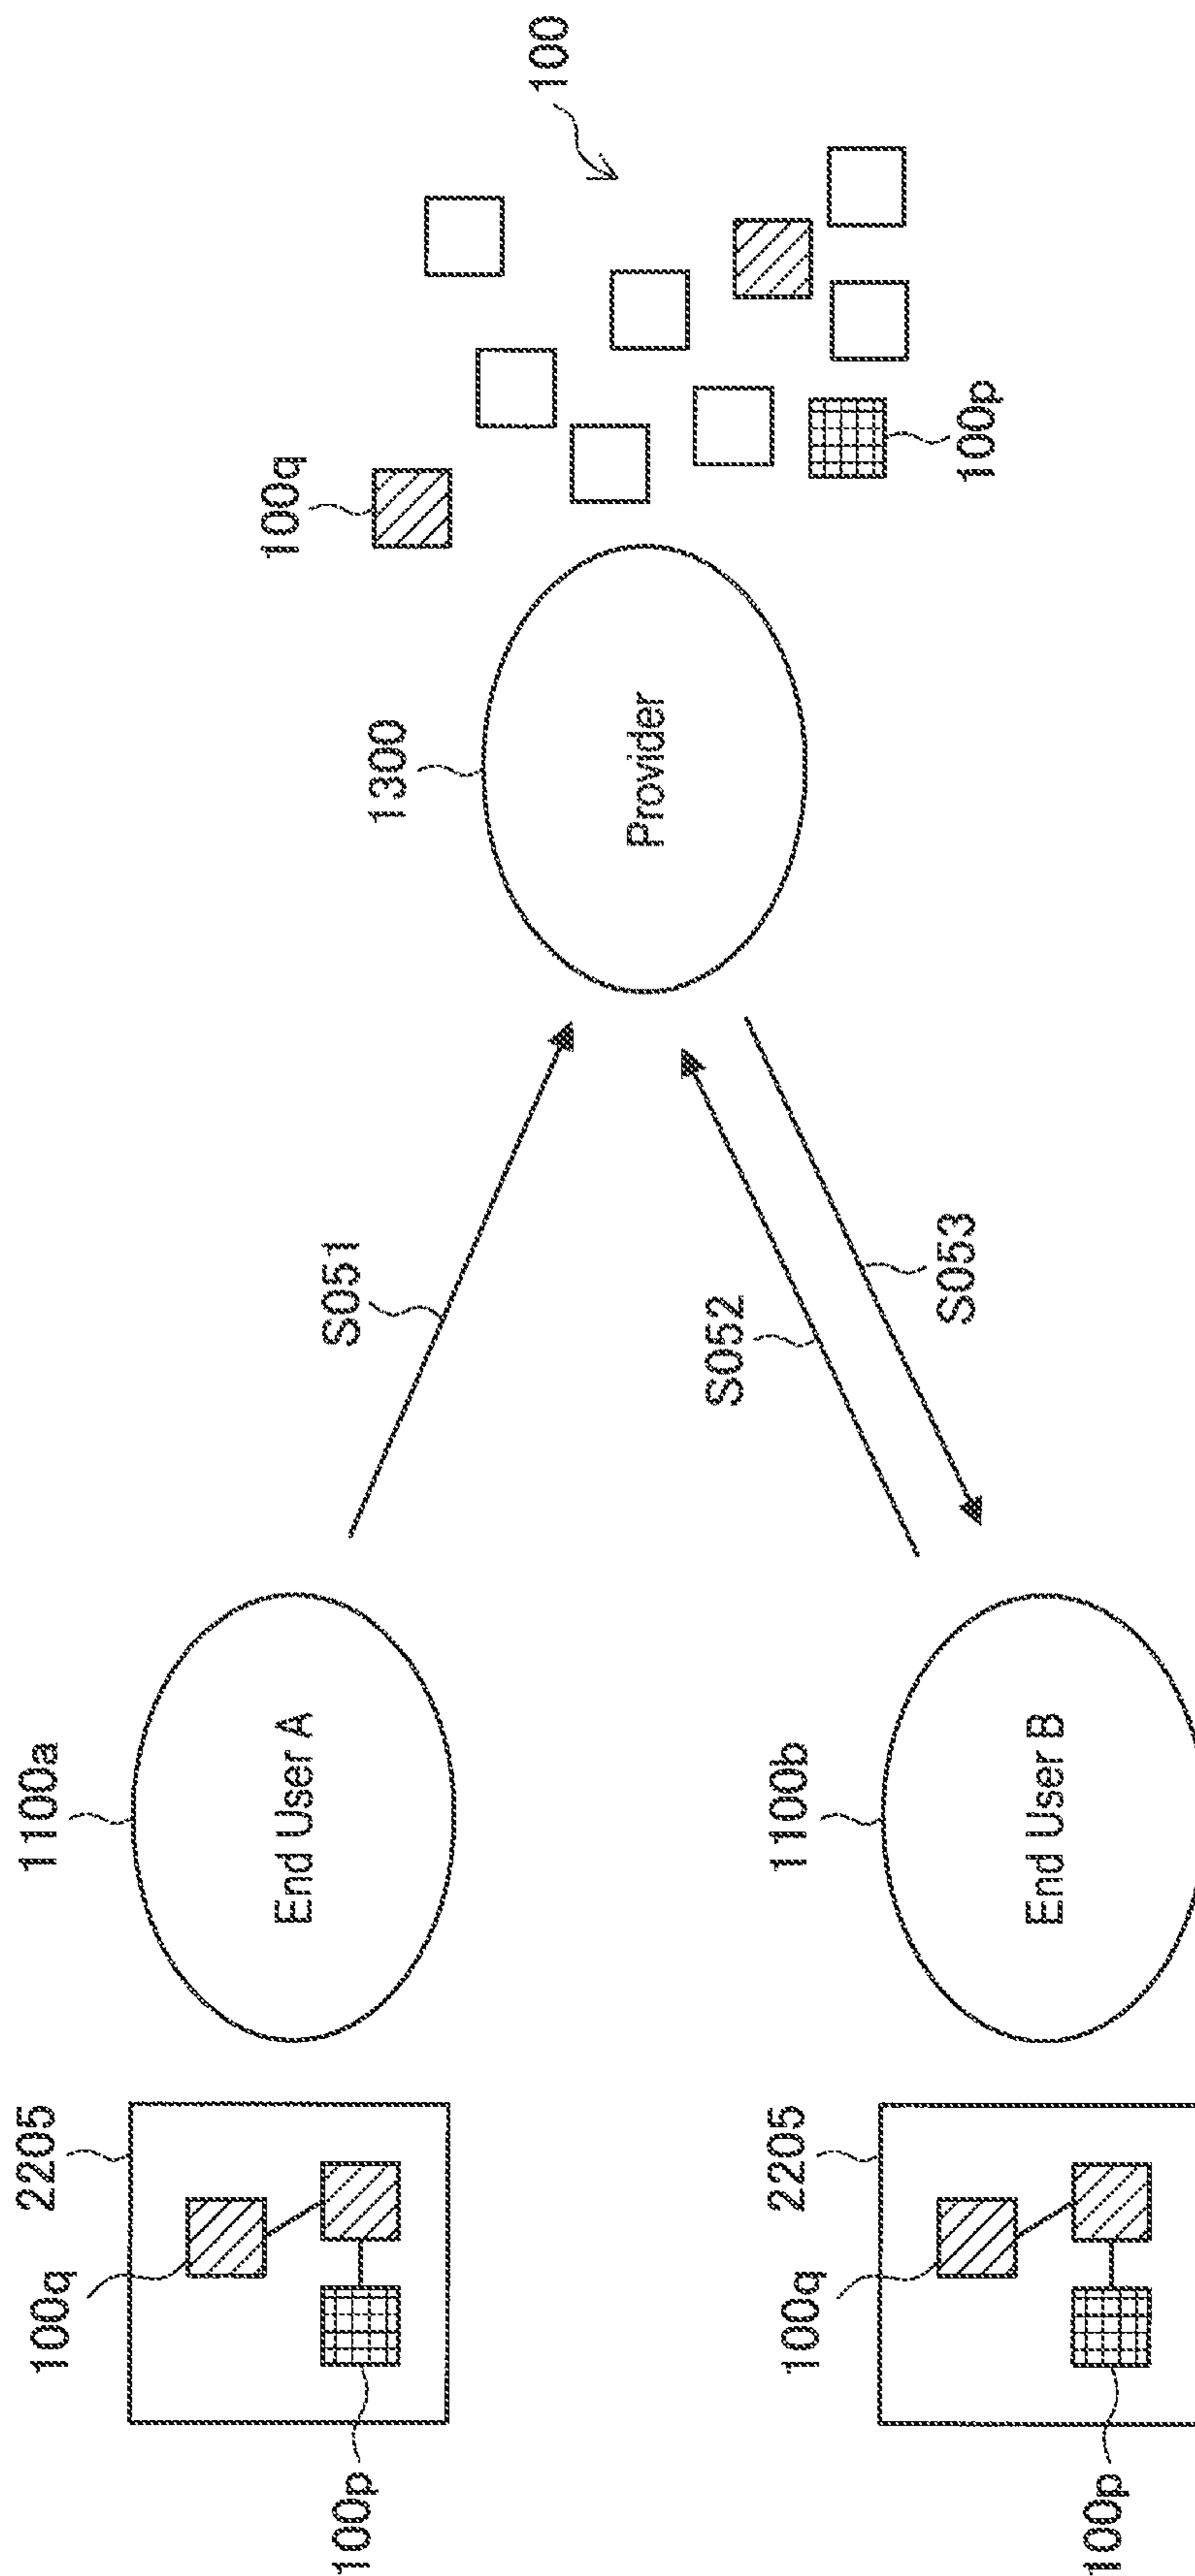 100
100q
1300
Provider
100p
S051
S052
S053
1100a
End User A
1100b
End User B
2205
100q
100p
2205
100q
100p